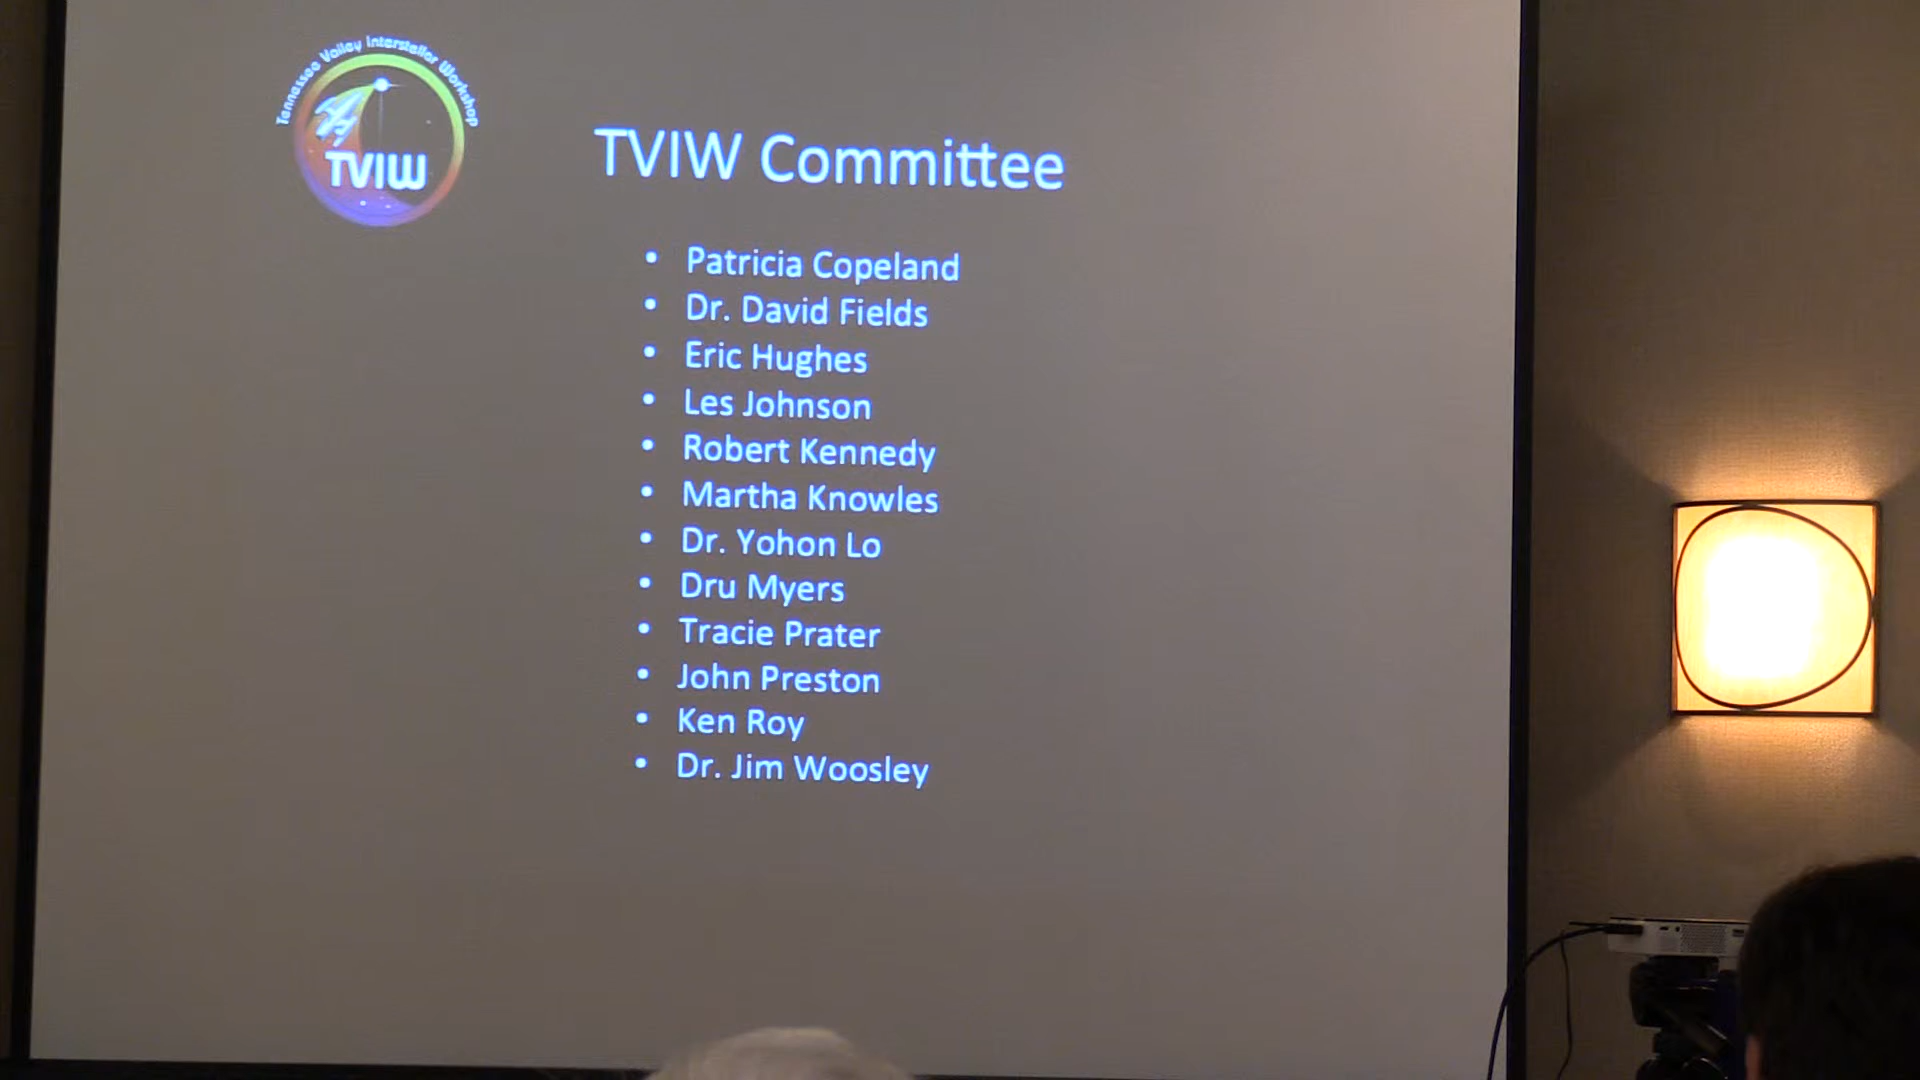 Tennessee Valley Interstellar Workshop
TVIW
TVIW Committee
• Patricia Copeland
• Dr. David Fields
• Eric Hughes
• Les Johnson
• Robert Kennedy
• Martha Knowles
• Dr. Yohon Lo
• Dru Myers
• Tracie Prater
• John Preston
• Ken Roy
• Dr. Jim Woosley